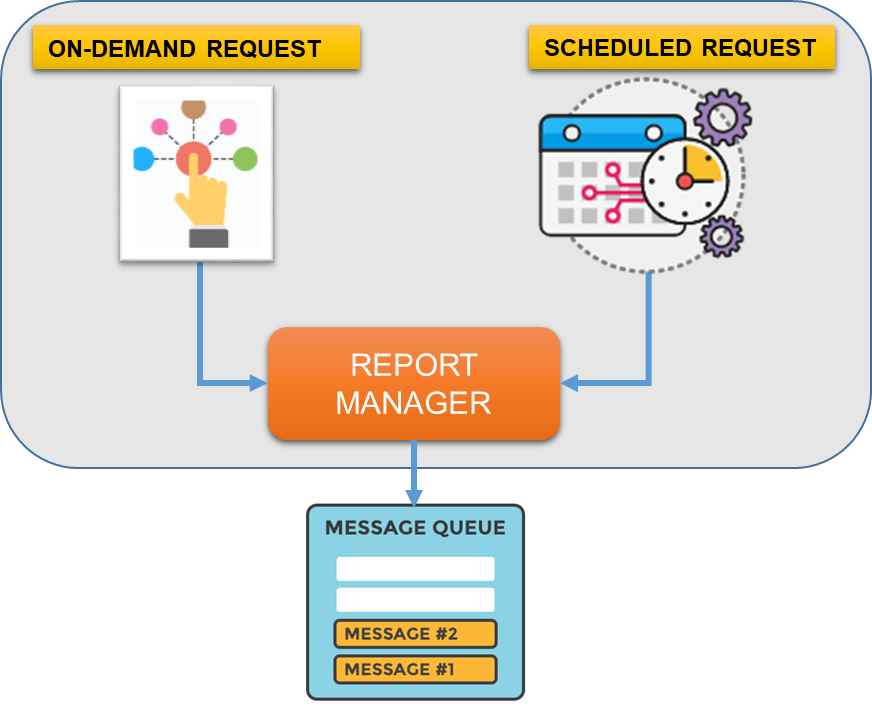 ON-DEMAND REQUEST
SCHEDULED REQUEST
REPORT
MANAGER
MESSAGE QUEUE
MESSAGE #2
MESSAGE #1